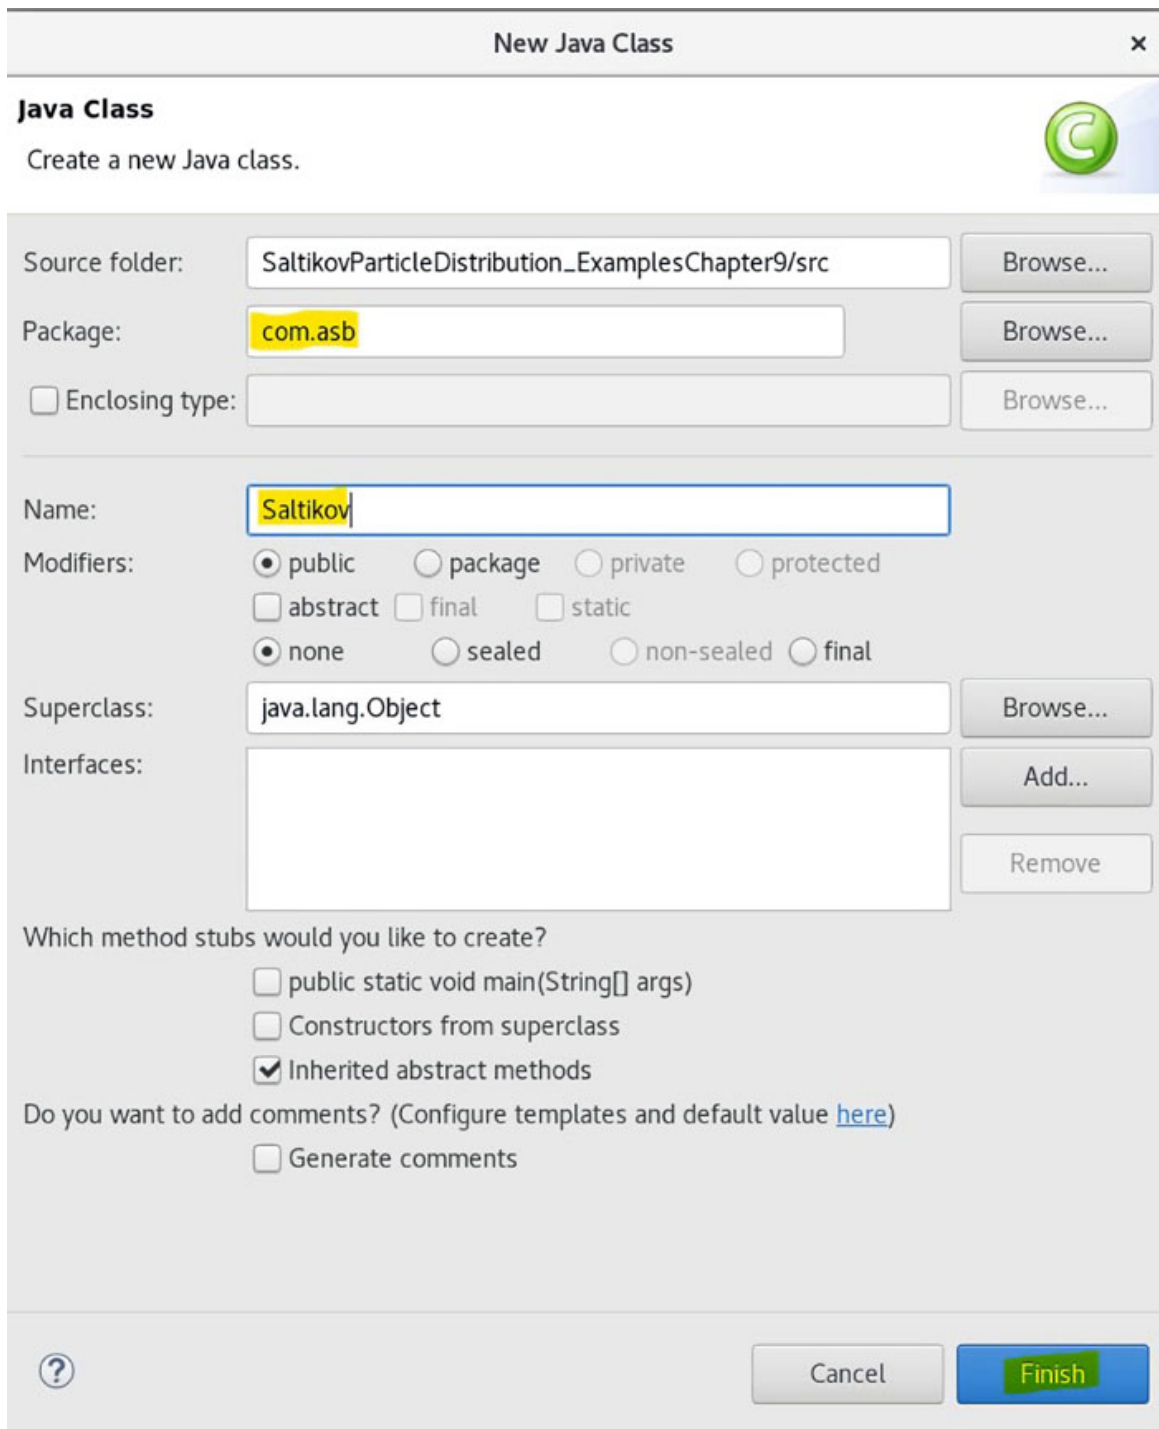 New Java Class ×
Java Class
Create a new Java class.
C
Source folder: SaltikovParticleDistribution_ExamplesChapter9/src Browse...
Package: com.asb Browse...
Enclosing type: Browse...
Name: Saltikov
Modifiers: public package private protected
abstract final static
none sealed non-sealed final
Superclass: java.lang.Object Browse...
Interfaces: Add...
Remove
Which method stubs would you like to create?
public static void main(String[] args)
Constructors from superclass
Inherited abstract methods
Do you want to add comments? (Configure templates and default value here)
Generate comments
? Cancel Finish